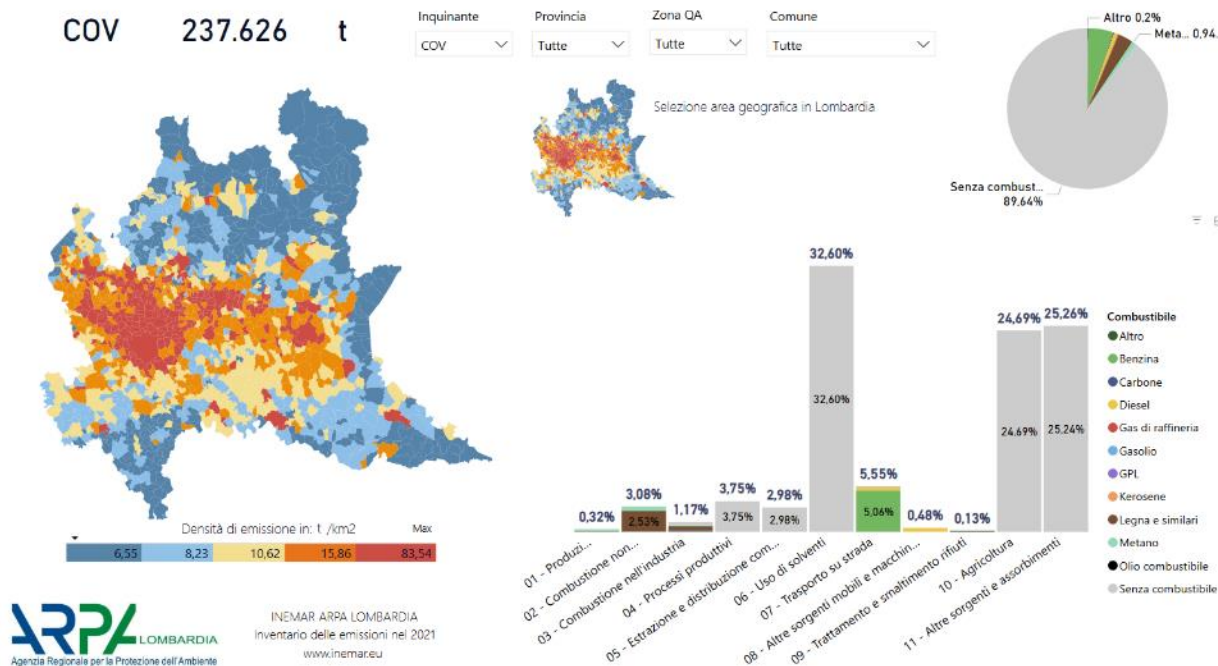 COV 237.626 t
Inquinante
COV
Provincia
Tutte
Zona QA
Tutte
Comune
Tutte
Selezione area geografica in Lombardia
Altro 0.2%
Meta... 0,94...
Senza combust...
89,64%
Densità di emissione in: t /km2 Max
6,55 8,23 10,62 15,86 83,54
32,60%
32,60%
24,69%
24,69%
25,26%
25,24%
0,32%
3,08%
2,53%
1,17%
3,75%
3,75%
2,98%
2,98%
5,55%
5,06%
0,48%
0,13%
01 - Produzi...
02 - Combustione non...
03 - Combustione nell'industria
04 - Processi produttivi
05 - Estrazione e distribuzione com...
06 - Uso di solventi
07 - Trasporto su strada
08 - Altre sorgenti mobili e macchin...
09 - Trattamento e smaltimento rifiuti
10 - Agricoltura
11 - Altre sorgenti e assorbimenti
Combustibile
Altro
Benzina
Carbone
Diesel
Gas di raffineria
Gasolio
GPL
Kerosene
Legna e similari
Metano
Olio combustibile
Senza combustibile
ARPA LOMBARDIA
Agenzia Regionale per la Protezione dell'Ambiente
INEMAR ARPA LOMBARDIA
Inventario delle emissioni nel 2021
www.inemar.eu